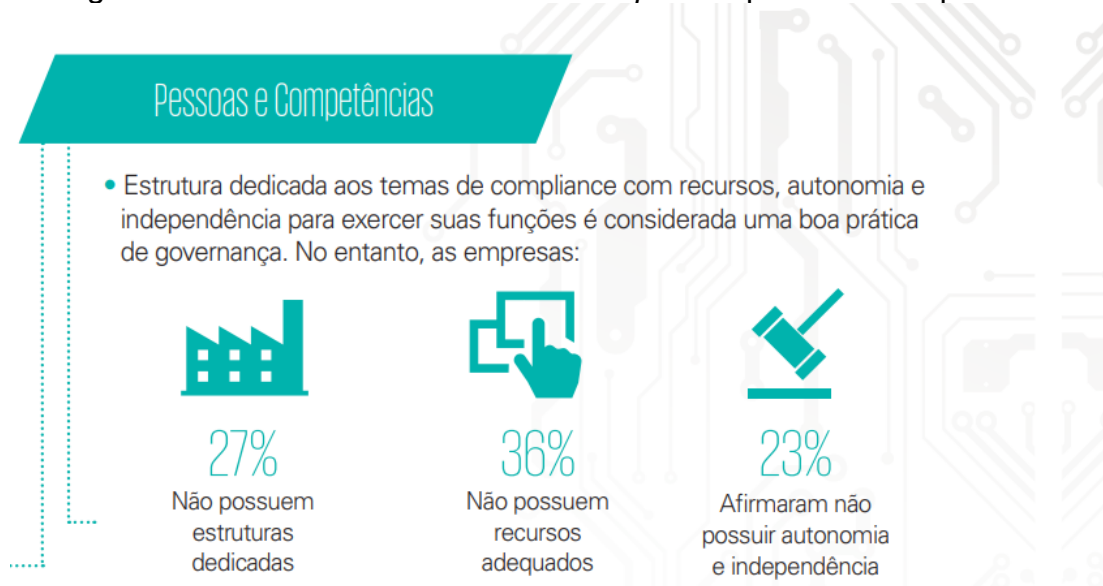 Pessoas e Competências
• Estrutura dedicada aos temas de compliance com recursos, autonomia e
independência para exercer suas funções é considerada uma boa prática
de governança. No entanto, as empresas:
27%
Não possuem
estruturas
dedicadas
36%
Não possuem
recursos
adequados
23%
Afirmaram não
possuir autonomia
e independência